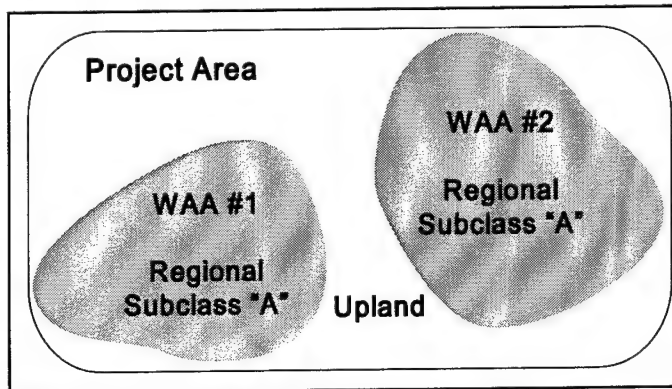 Project Area
WAA #1
Regional
Subclass "A"
Upland
WAA #2
Regional
Subclass "A"